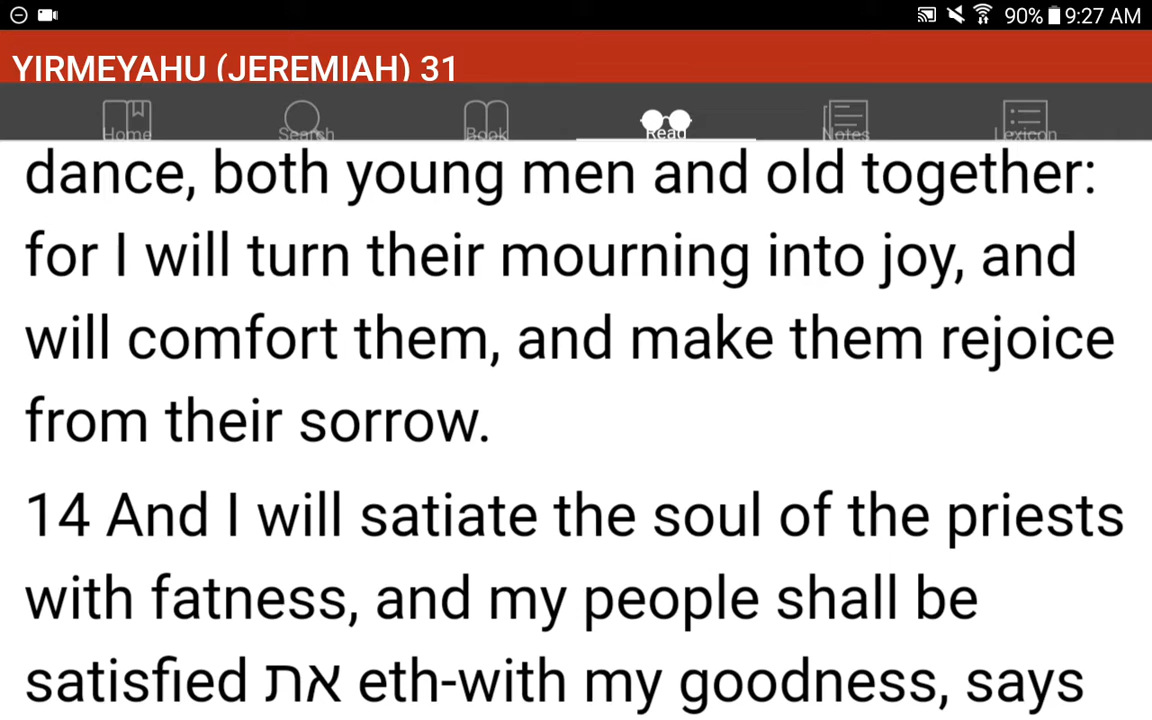 90% 9:27 AM
YIRMEYAHU (JEREMIAH) 31
Home Search Book Read Notes Lexicon
dance, both young men and old together:
for I will turn their mourning into joy, and
will comfort them, and make them rejoice
from their sorrow.
14 And I will satiate the soul of the priests
with fatness, and my people shall be
satisfied את eth-with my goodness, says